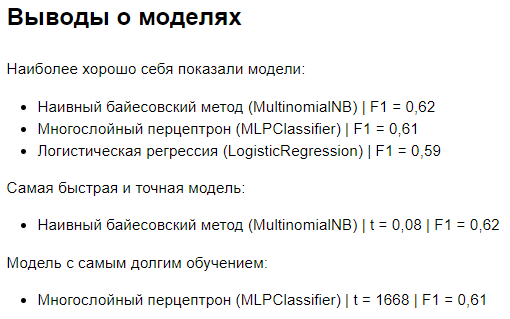 Выводы о моделях
Наиболее хорошо себя показали модели:
• Наивный байесовский метод (MultinomialNB) | F1 = 0,62
• Многослойный перцептрон (MLPClassifier) | F1 = 0,61
• Логистическая регрессия (LogisticRegression) | F1 = 0,59
Самая быстрая и точная модель:
• Наивный байесовский метод (MultinomialNB) | t = 0,08 | F1 = 0,62
Модель с самым долгим обучением:
• Многослойный перцептрон (MLPClassifier) | t = 1668 | F1 = 0,61